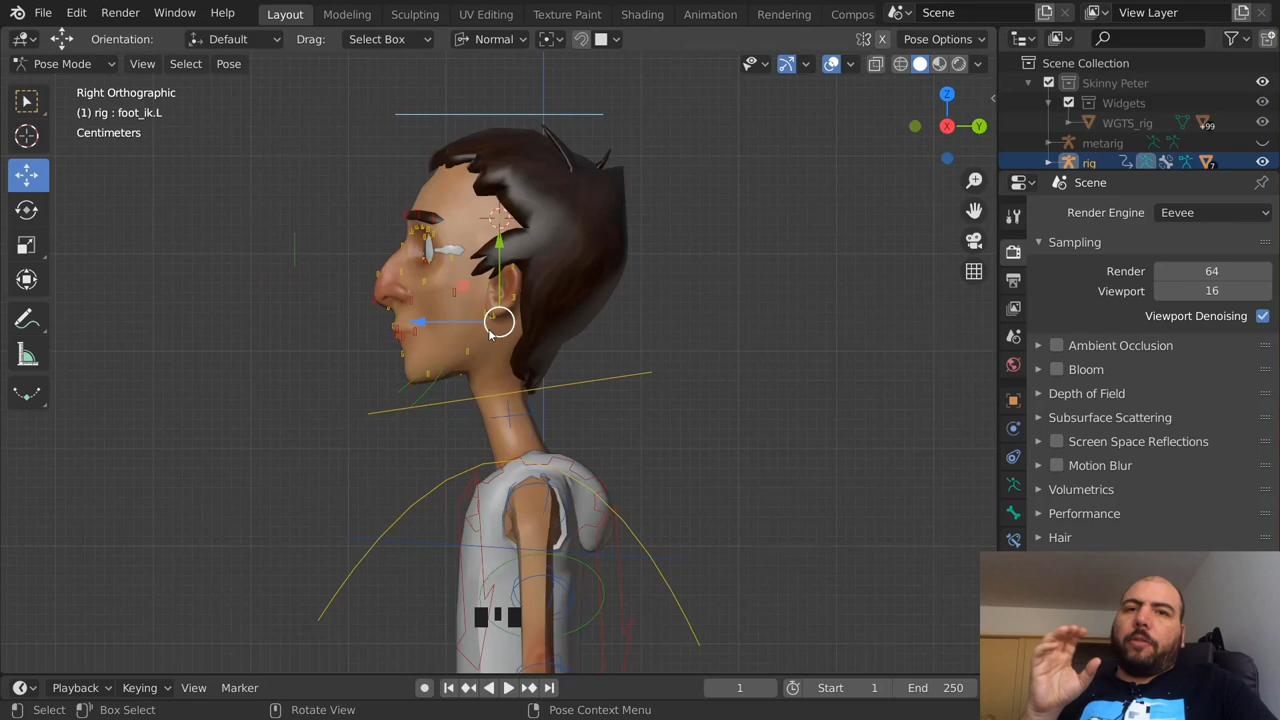 File Edit Render Window Help Layout Modeling Sculpting UV Editing Texture Paint Shading Animation Rendering Compos Scene View Layer
Orientation: Default Drag: Select Box Normal Pose Options
Pose Mode View Select Pose
Right Orthographic
(1) rig : foot_ik.L
Centimeters
Z
X
Y
Scene Collection
Skinny Peter
Widgets
WGTS_rig
+99
metarig
rig
7
Scene
Render Engine Eevee
Sampling
Render 64
Viewport 16
Viewport Denoising
Ambient Occlusion
Bloom
Depth of Field
Subsurface Scattering
Screen Space Reflections
Motion Blur
Volumetrics
Performance
Hair
Playback Keying View Marker 1 Start 1 End 250
Select Box Select Rotate View Pose Context Menu